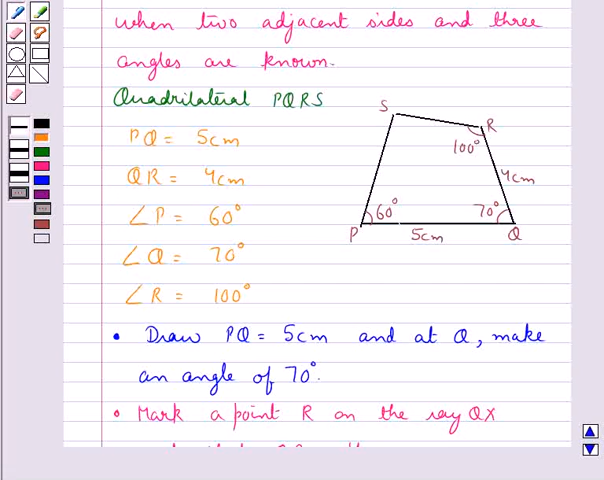 when two adjacent sides and three
angles are known.
Quadrilateral PQRS
PQ = 5cm
QR = 4cm
∠P = 60°
∠Q = 70°
∠R = 100°
S
R
100°
4cm
60°
70°
P
5cm
Q
• Draw PQ = 5cm and at Q, make
an angle of 70°.
• Mark a point R on the ray QX